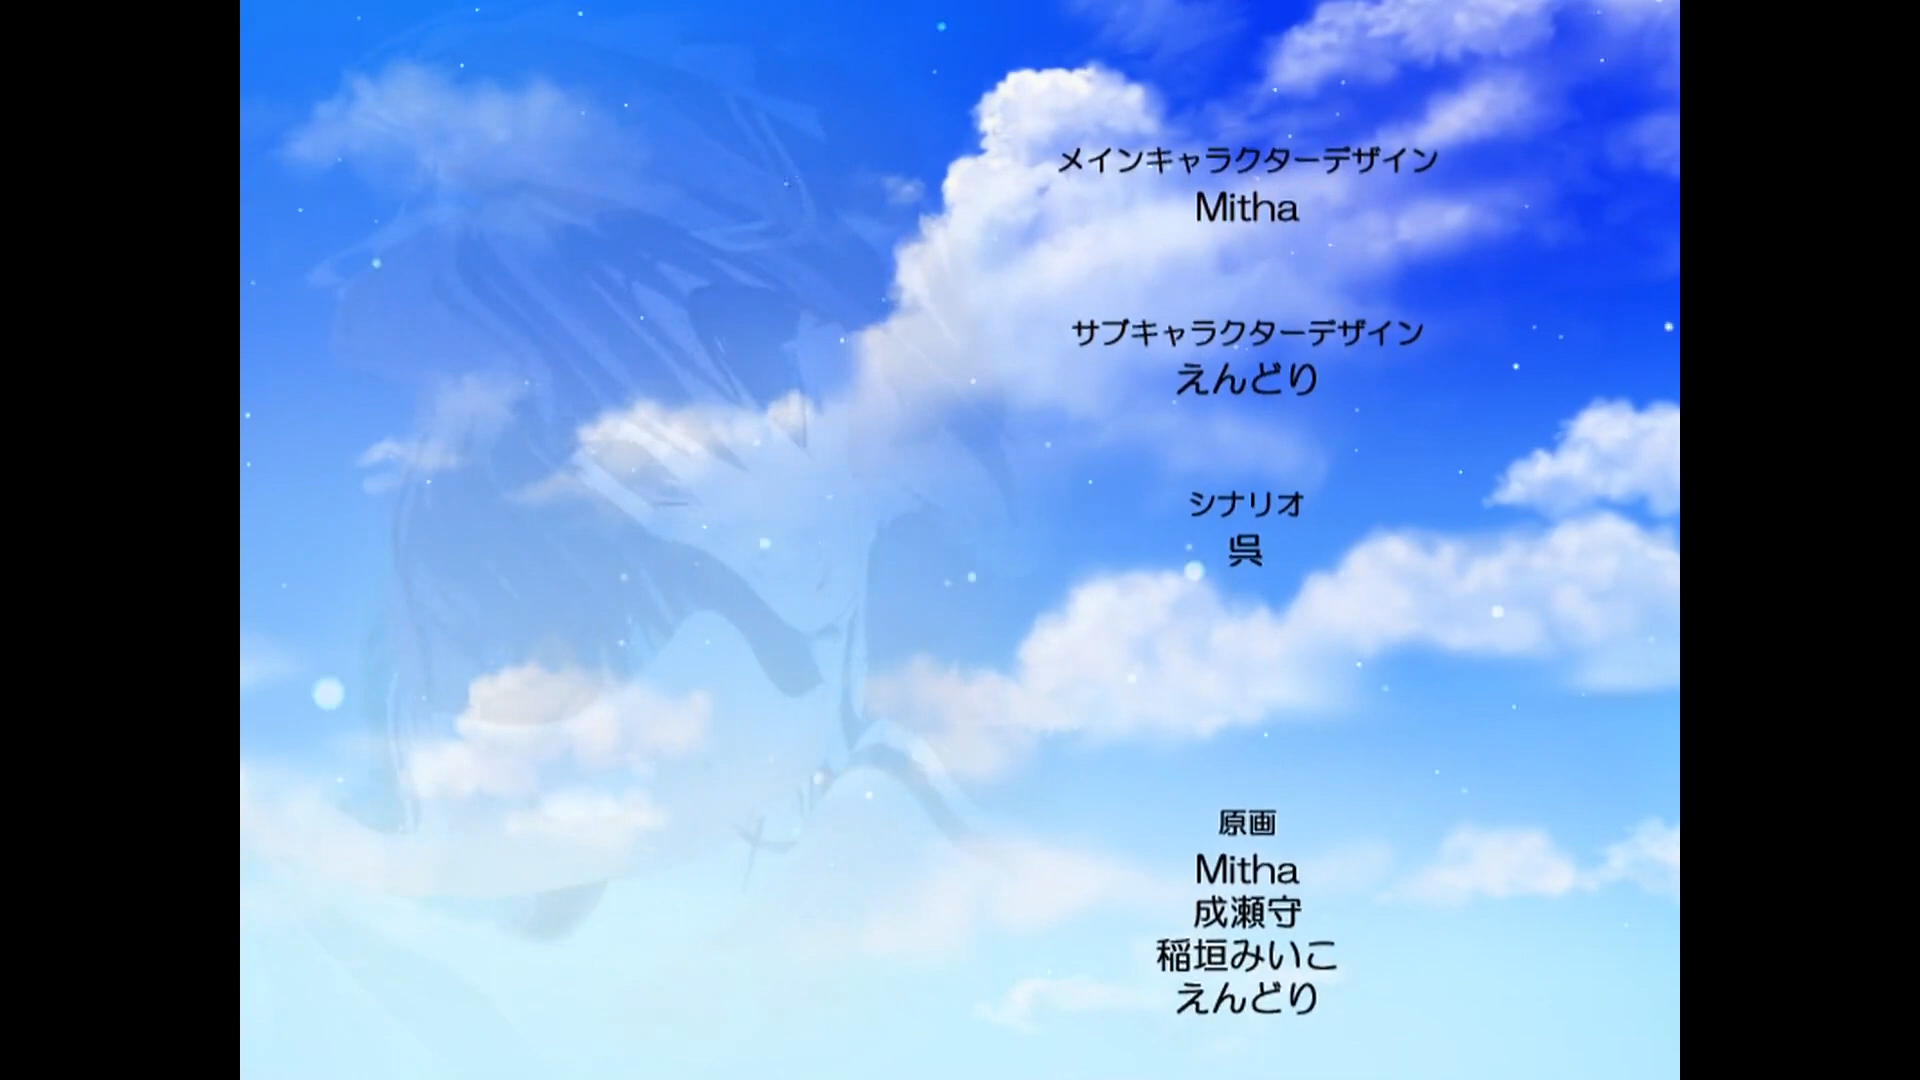 メインキャラクターデザイン
Mitha
サブキャラクターデザイン
えんどり
シナリオ
呉
原画
Mitha
成瀬守
稲垣みいこ
えんどり